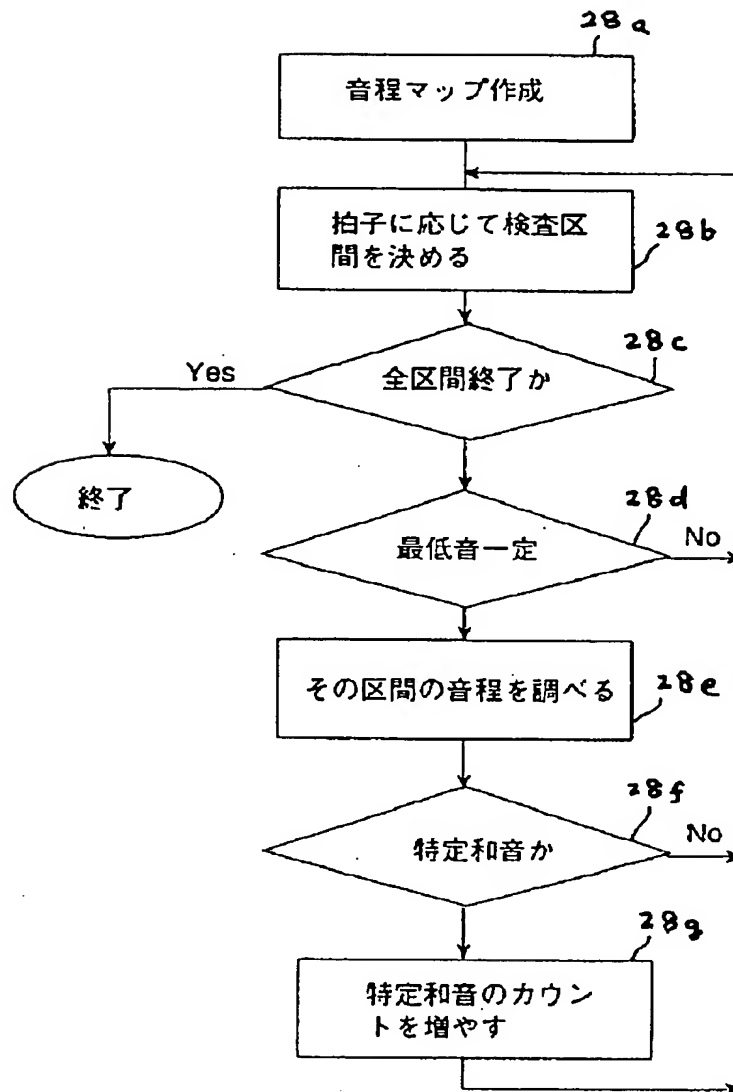 28a
音程マップ作成
拍子に応じて検査区
間を決める
28b
28c
Yes
全区間終了か
終了
28d
最低音一定
No
28e
その区間の音程を調べる
28f
特定和音か
No
28g
特定和音のカウン
トを増やす